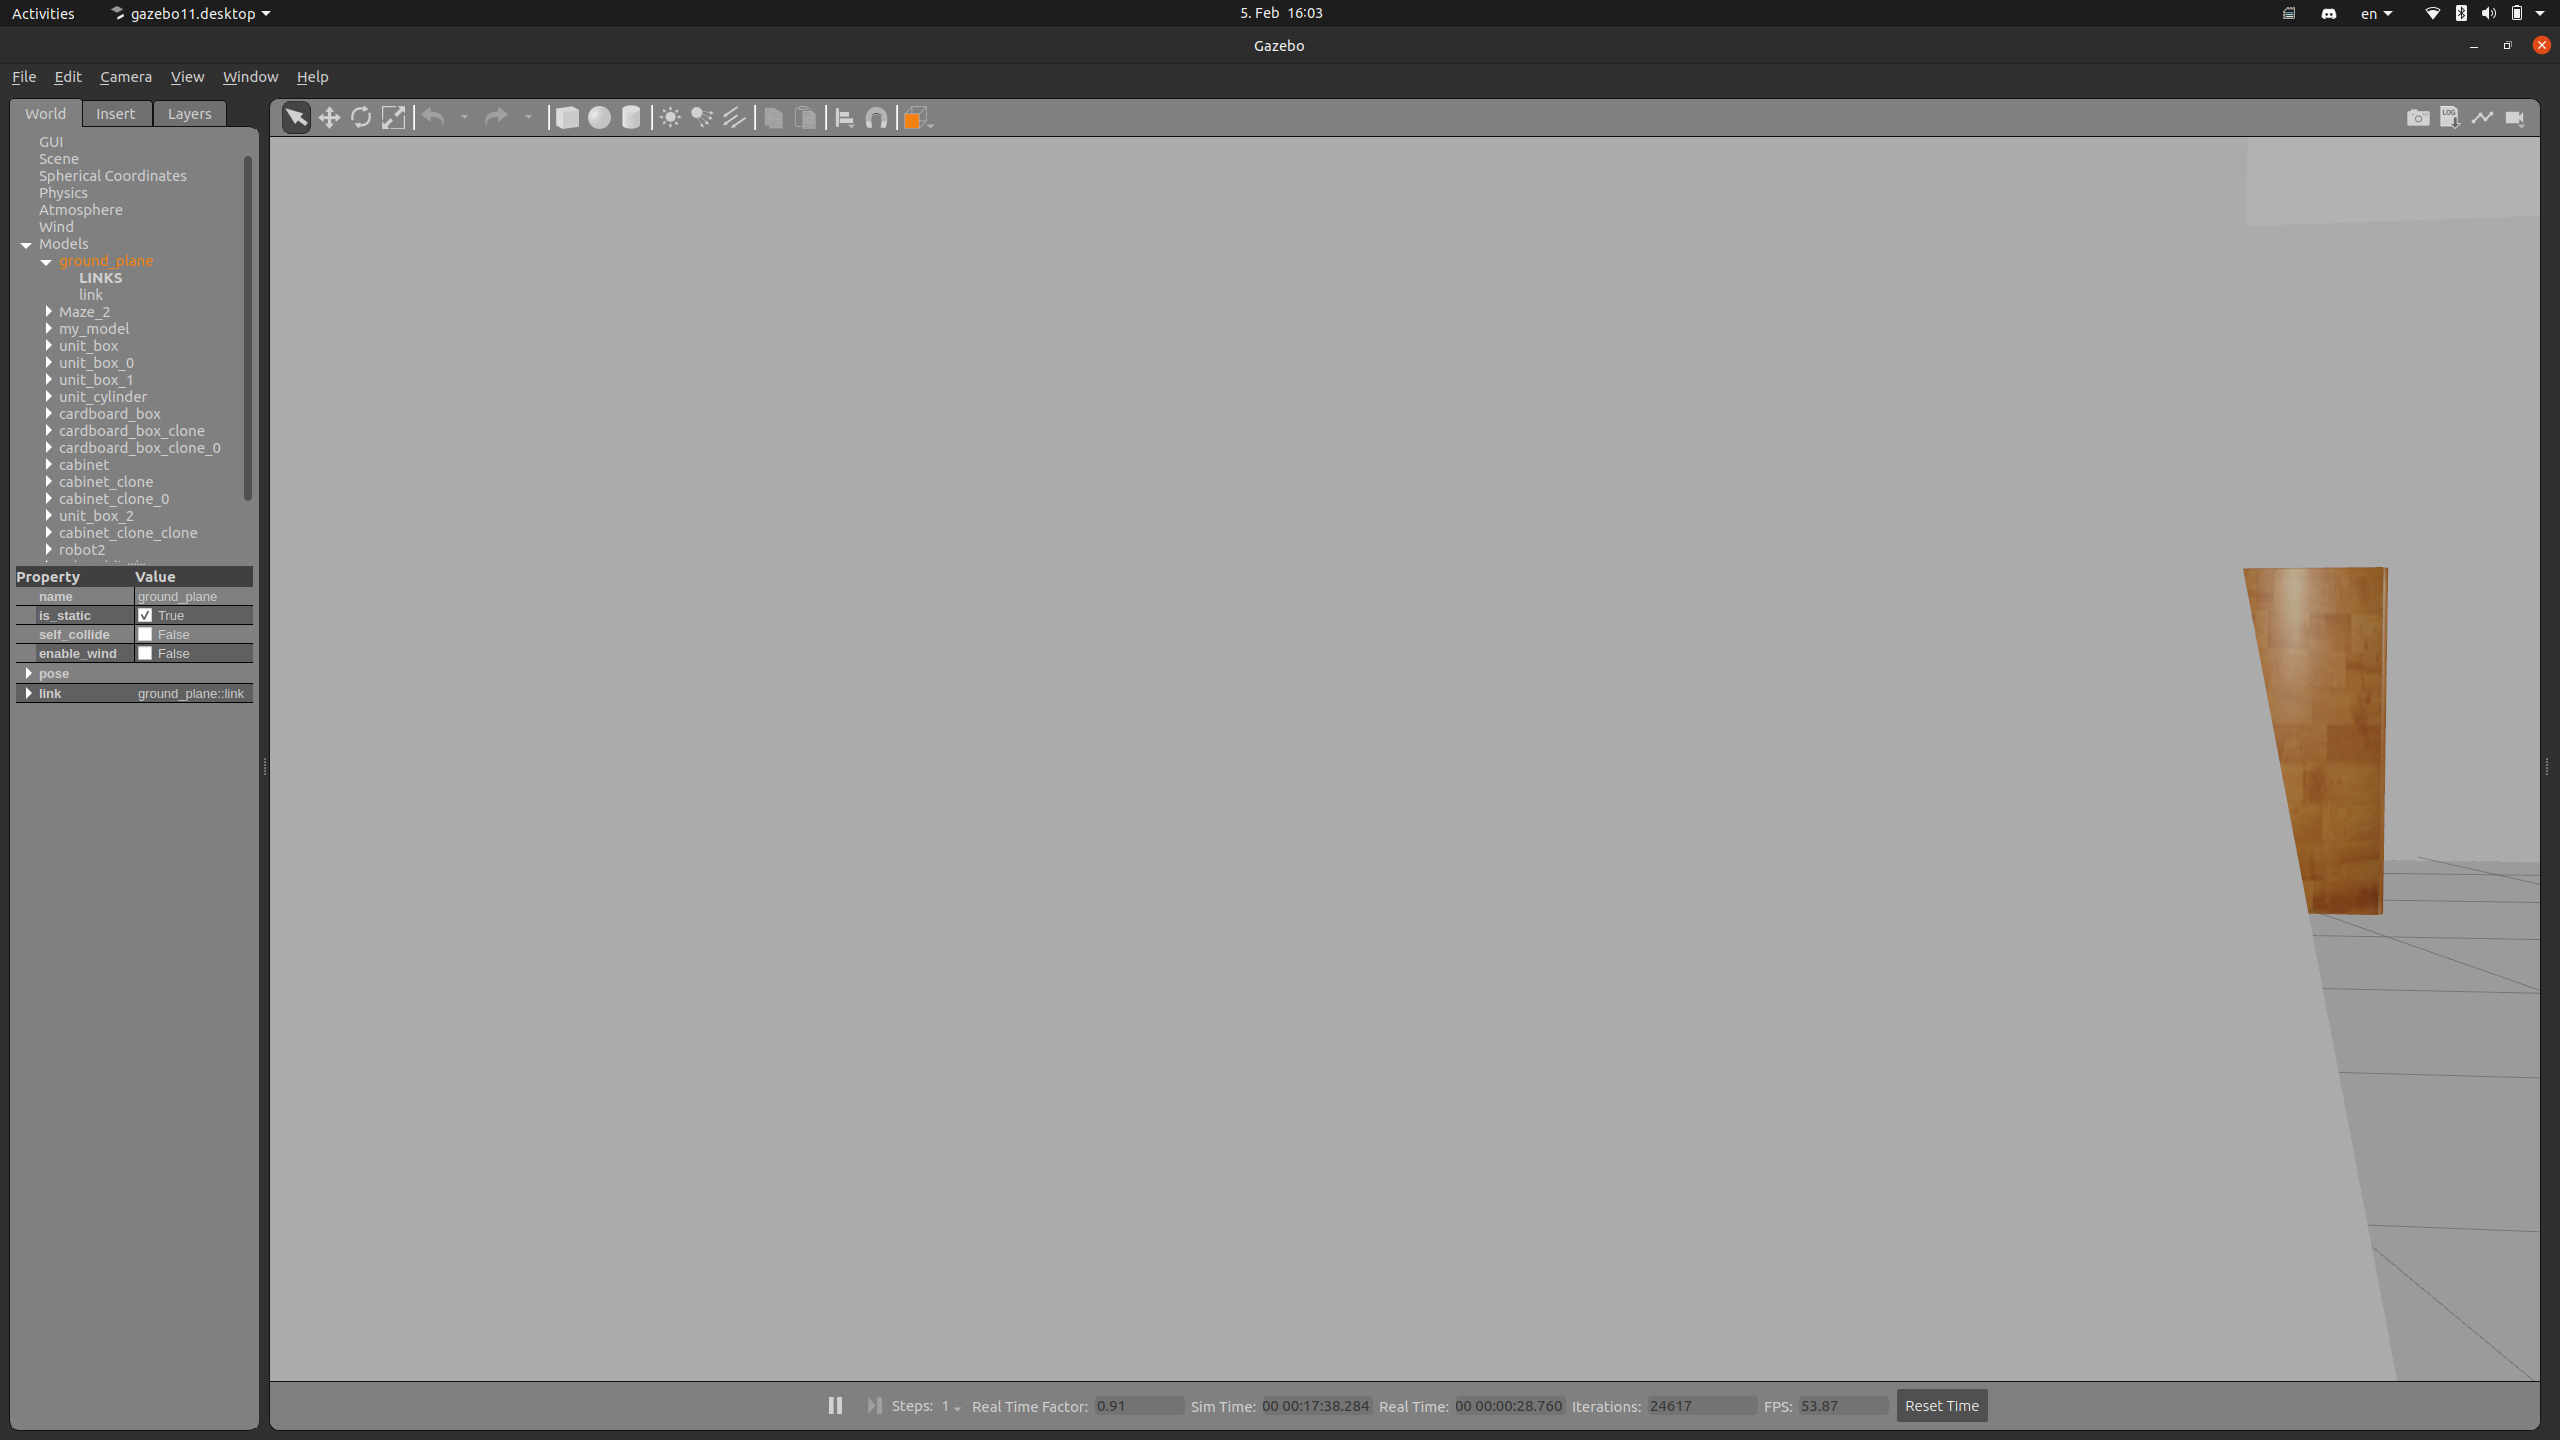 Activities gazebo11.desktop 5. Feb 16:03 en
Gazebo
File Edit Camera View Window Help
World Insert Layers
GUI
Scene
Spherical Coordinates
Physics
Atmosphere
Wind
Models
ground_plane
LINKS
link
Maze_2
my_model
unit_box
unit_box_0
unit_box_1
unit_cylinder
cardboard_box
cardboard_box_clone
cardboard_box_clone_0
cabinet
cabinet_clone
cabinet_clone_0
unit_box_2
cabinet_clone_clone
robot2
Property Value
name ground_plane
is_static True
self_collide False
enable_wind False
pose
link ground_plane::link
LOG
Steps: 1 Real Time Factor: 0.91 Sim Time: 00 00:17:38.284 Real Time: 00 00:00:28.760 Iterations: 24617 FPS: 53.87 Reset Time